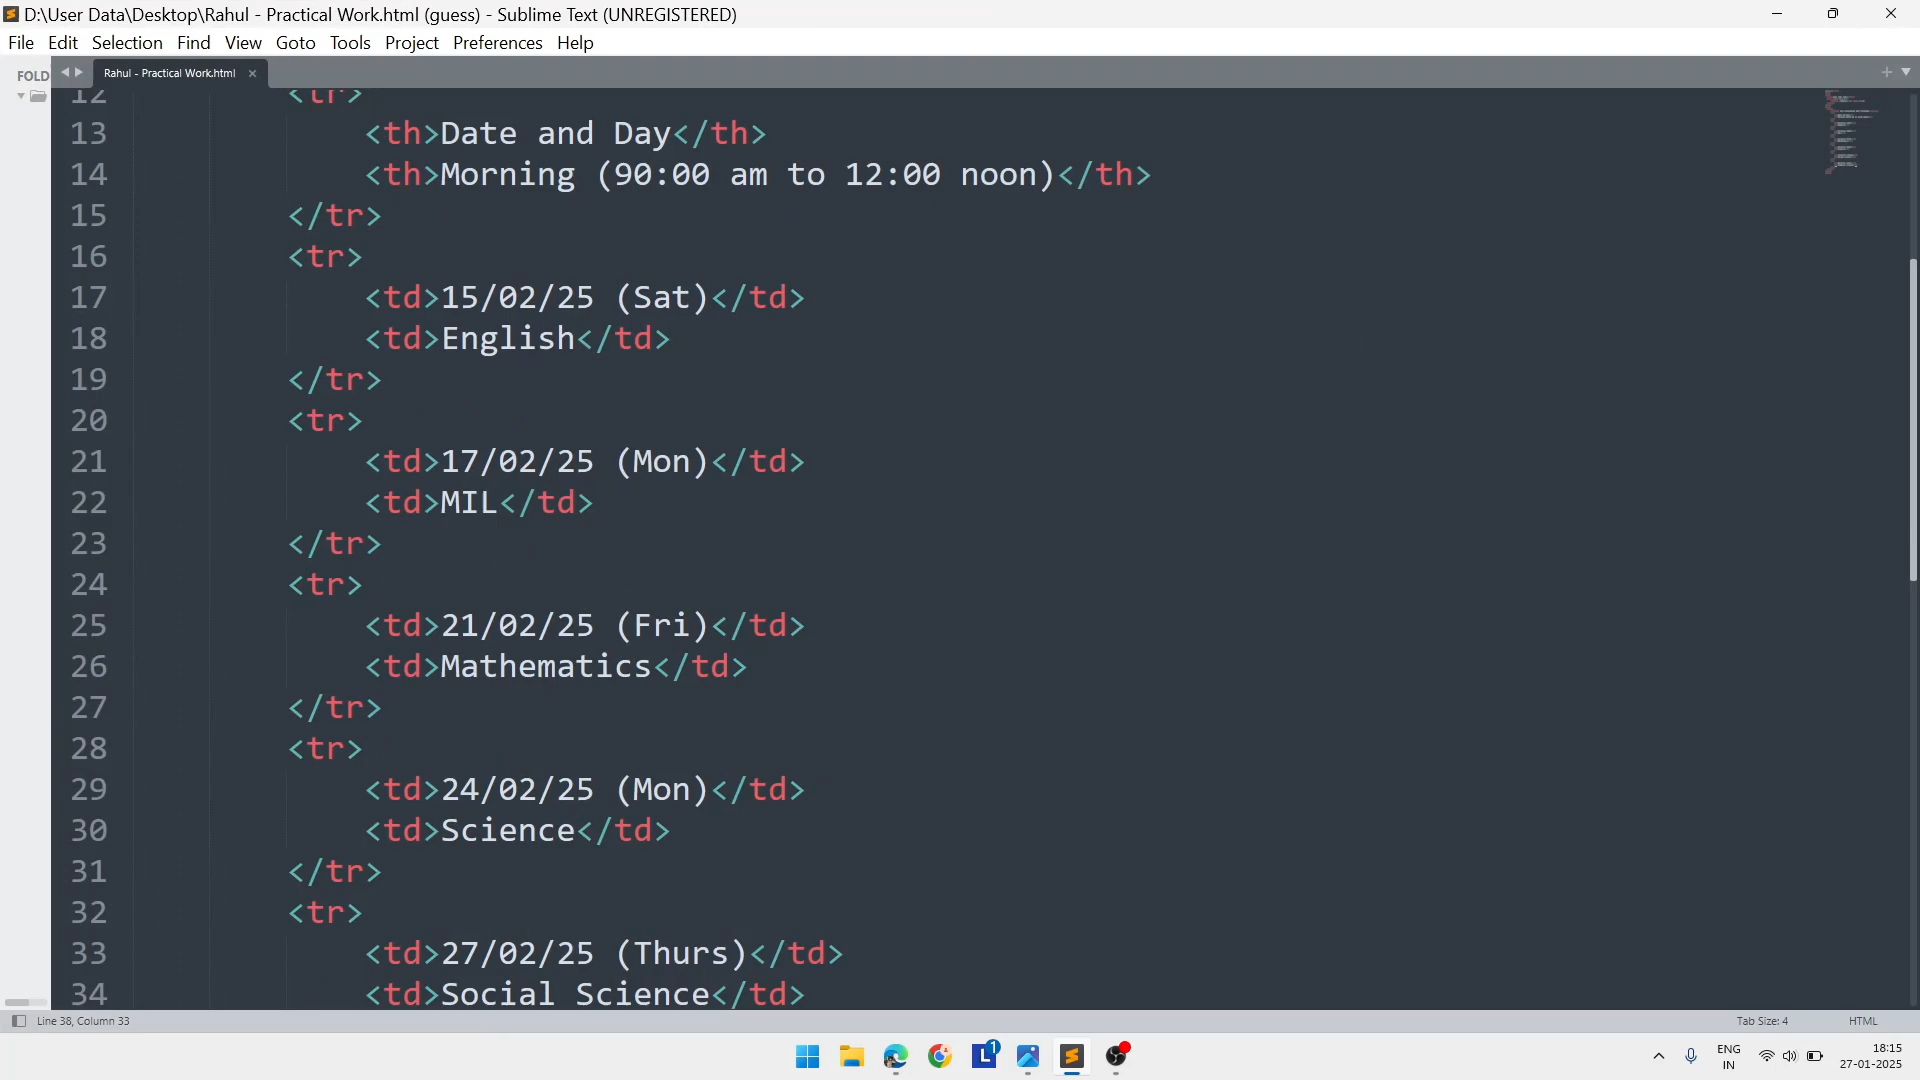 D:\User Data\Desktop\Rahul - Practical Work.html (guess) - Sublime Text (UNREGISTERED)
File Edit Selection Find View Goto Tools Project Preferences Help
FOLD
Rahul - Practical Work.html
12 <tr>
13 <th>Date and Day</th>
14 <th>Morning (90:00 am to 12:00 noon)</th>
15 </tr>
16 <tr>
17 <td>15/02/25 (Sat)</td>
18 <td>English</td>
19 </tr>
20 <tr>
21 <td>17/02/25 (Mon)</td>
22 <td>MIL</td>
23 </tr>
24 <tr>
25 <td>21/02/25 (Fri)</td>
26 <td>Mathematics</td>
27 </tr>
28 <tr>
29 <td>24/02/25 (Mon)</td>
30 <td>Science</td>
31 </tr>
32 <tr>
33 <td>27/02/25 (Thurs)</td>
34 <td>Social Science</td>
Line 38, Column 33
Tab Size: 4
HTML
L 1
ENG
IN
18:15
27-01-2025